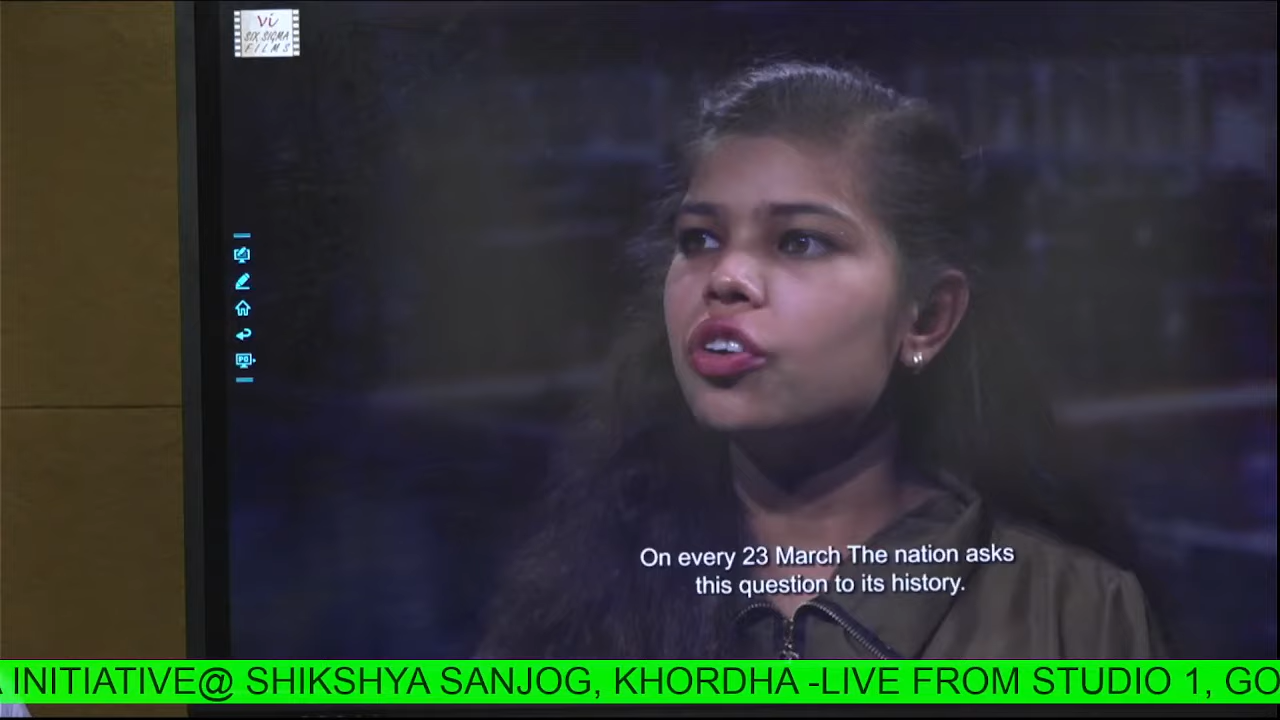 vi
SIX SIGMA
FILMS
PQ
On every 23 March The nation asks
this question to its history.
A INITIATIVE@ SHIKSHYA SANJOG, KHORDHA -LIVE FROM STUDIO 1, GO